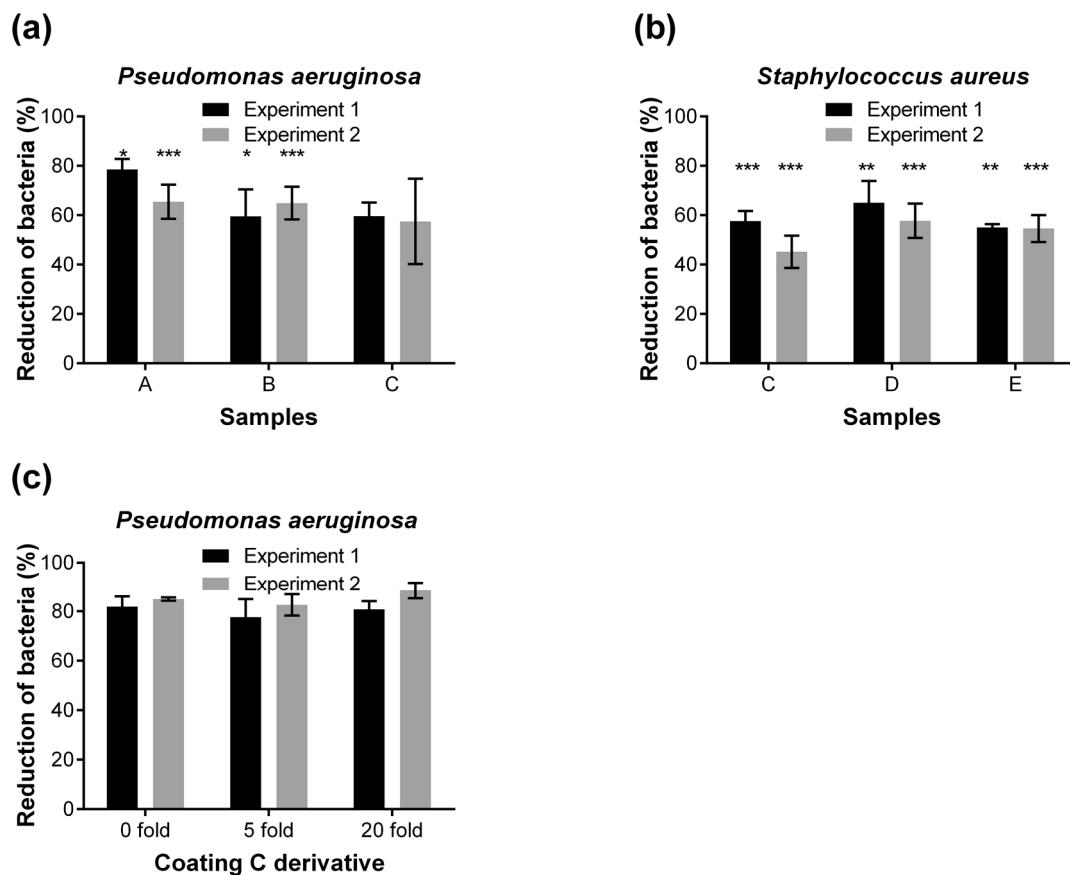 (a)
Pseudomonas aeruginosa
Experiment 1
Experiment 2
Reduction of bacteria (%)
100
80
60
40
20
0
* *** * ***
A B C
Samples
(b)
Staphylococcus aureus
Experiment 1
Experiment 2
Reduction of bacteria (%)
100
80
60
40
20
0
*** *** ** *** ** ***
C D E
Samples
(c)
Pseudomonas aeruginosa
Experiment 1
Experiment 2
Reduction of bacteria (%)
100
80
60
40
20
0
0 fold 5 fold 20 fold
Coating C derivative